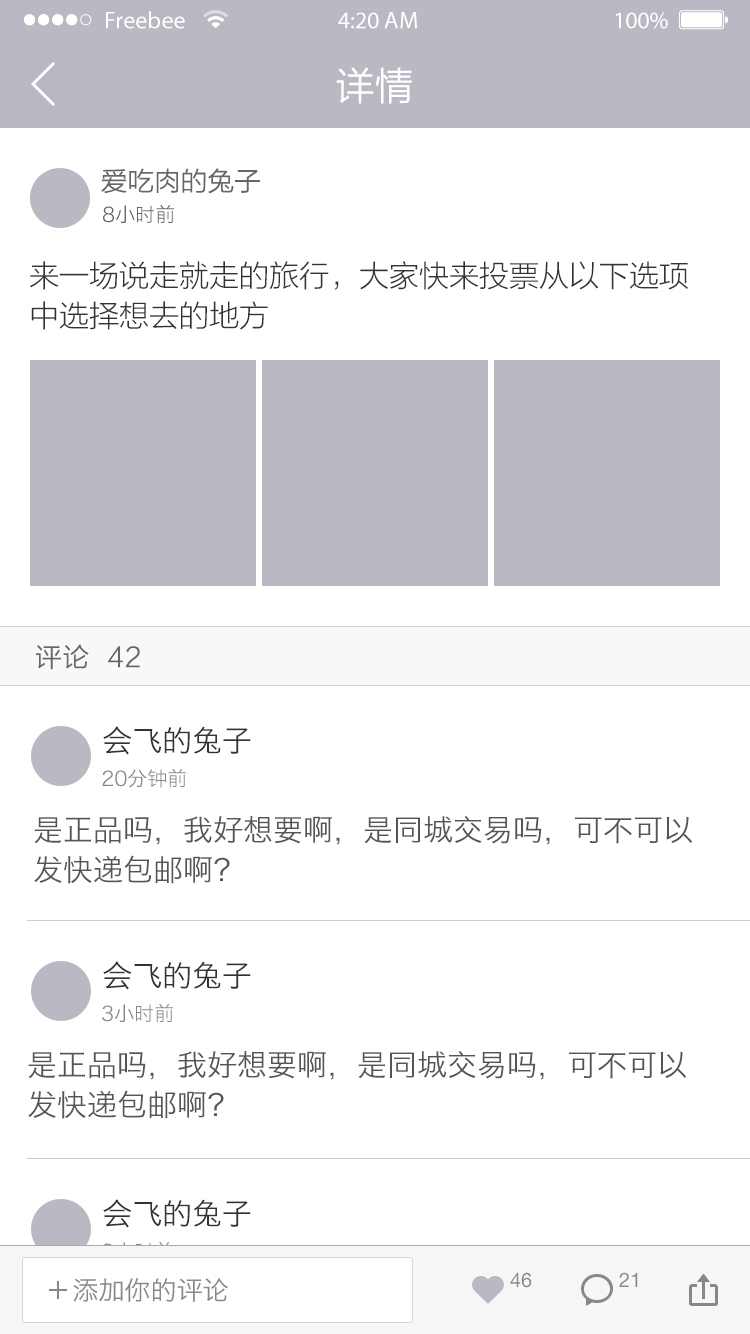 Freebee 4:20 AM 100%
详情
爱吃肉的兔子
8小时前
来一场说走就走的旅行，大家快来投票从以下选项
中选择想去的地方
评论 42
会飞的兔子
20分钟前
是正品吗，我好想要啊，是同城交易吗，可不可以
发快递包邮啊?
会飞的兔子
3小时前
是正品吗，我好想要啊，是同城交易吗，可不可以
发快递包邮啊?
会飞的兔子
+添加你的评论 46 21